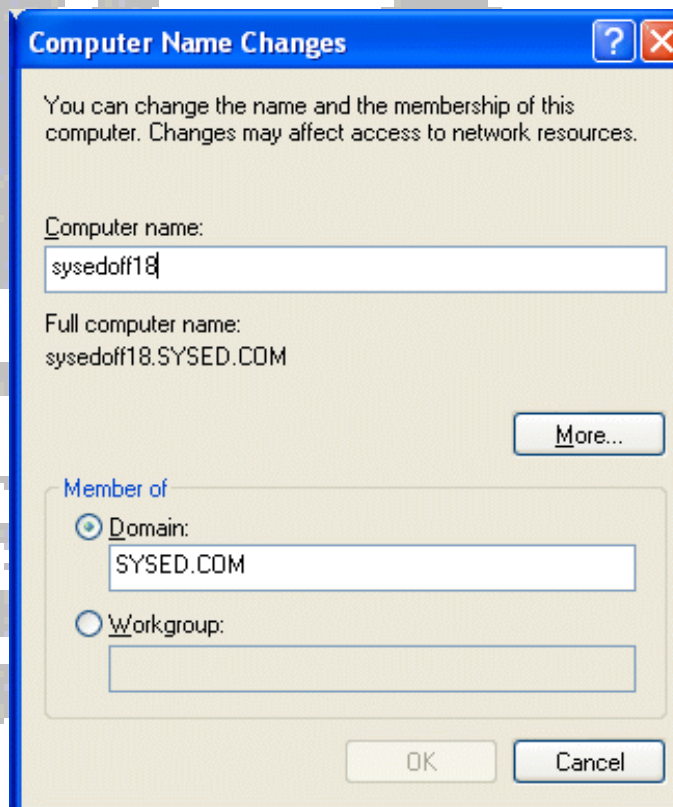 Computer Name Changes
You can change the name and the membership of this
computer. Changes may affect access to network resources.
Computer name:
sysedoff18
Full computer name:
sysedoff18.SYSED.COM
More...
Member of
Domain:
SYSED.COM
Workgroup:
OK Cancel